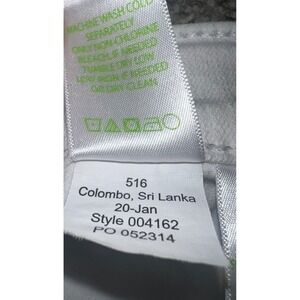 MACHINE WASH COLD
SEPARATELY
ONLY NON-CHLORINE
BLEACH IF NEEDED
TUMBLE DRY LOW
LOW IRON IF NEEDED
OR DRY CLEAN
516
Colombo, Sri Lanka
20-Jan
Style 004162
PO 052314